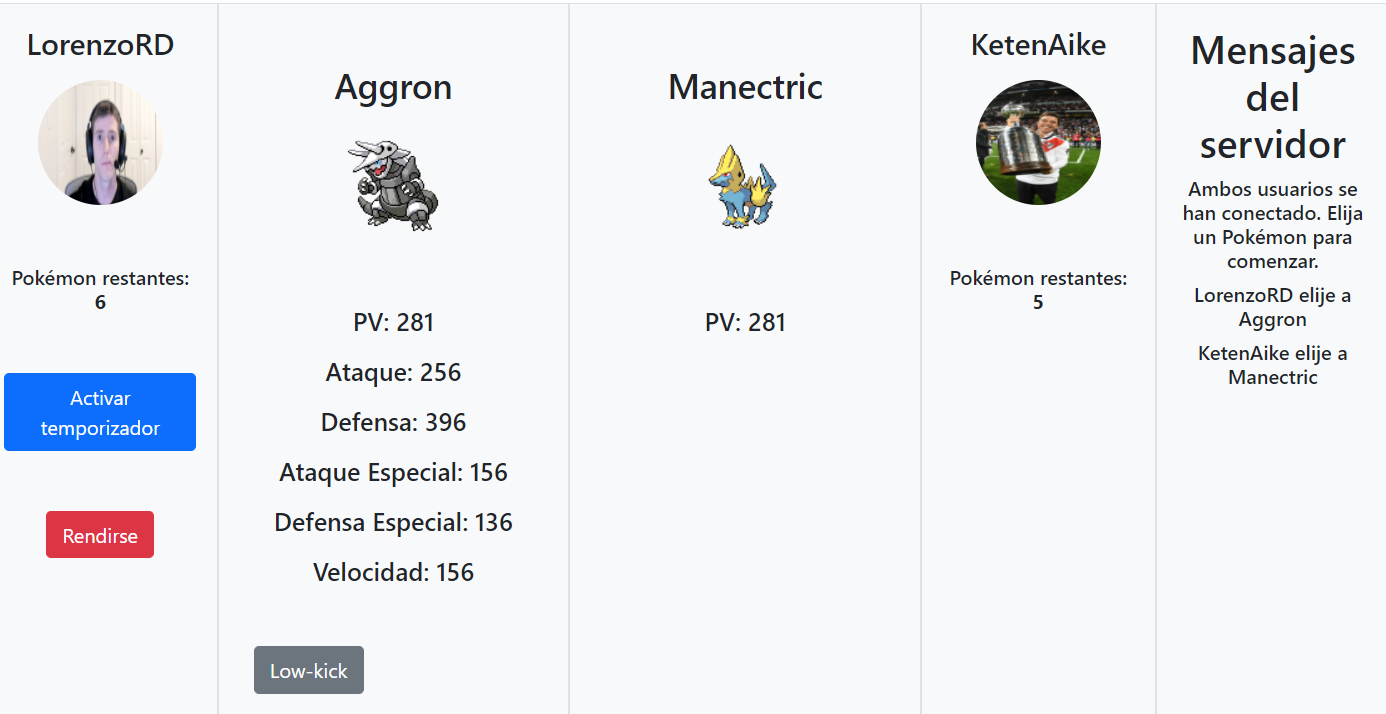 LorenzoRD
Pokémon restantes:
6
Activar
temporizador
Rendirse
Aggron
PV: 281
Ataque: 256
Defensa: 396
Ataque Especial: 156
Defensa Especial: 136
Velocidad: 156
Low-kick
Manectric
PV: 281
KetenAike
Pokémon restantes:
5
Mensajes
del
servidor
Ambos usuarios se
han conectado. Elija
un Pokémon para
comenzar.
LorenzoRD elije a
Aggron
KetenAike elije a
Manectric